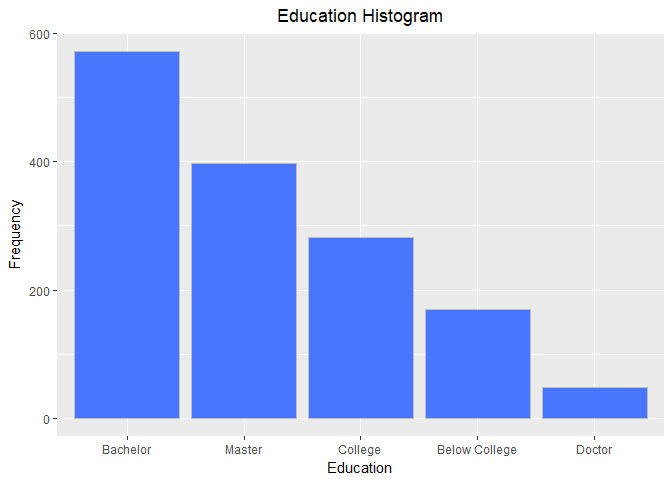 Education Histogram
600
400
200
0
Frequency
Bachelor Master College Below College Doctor
Education